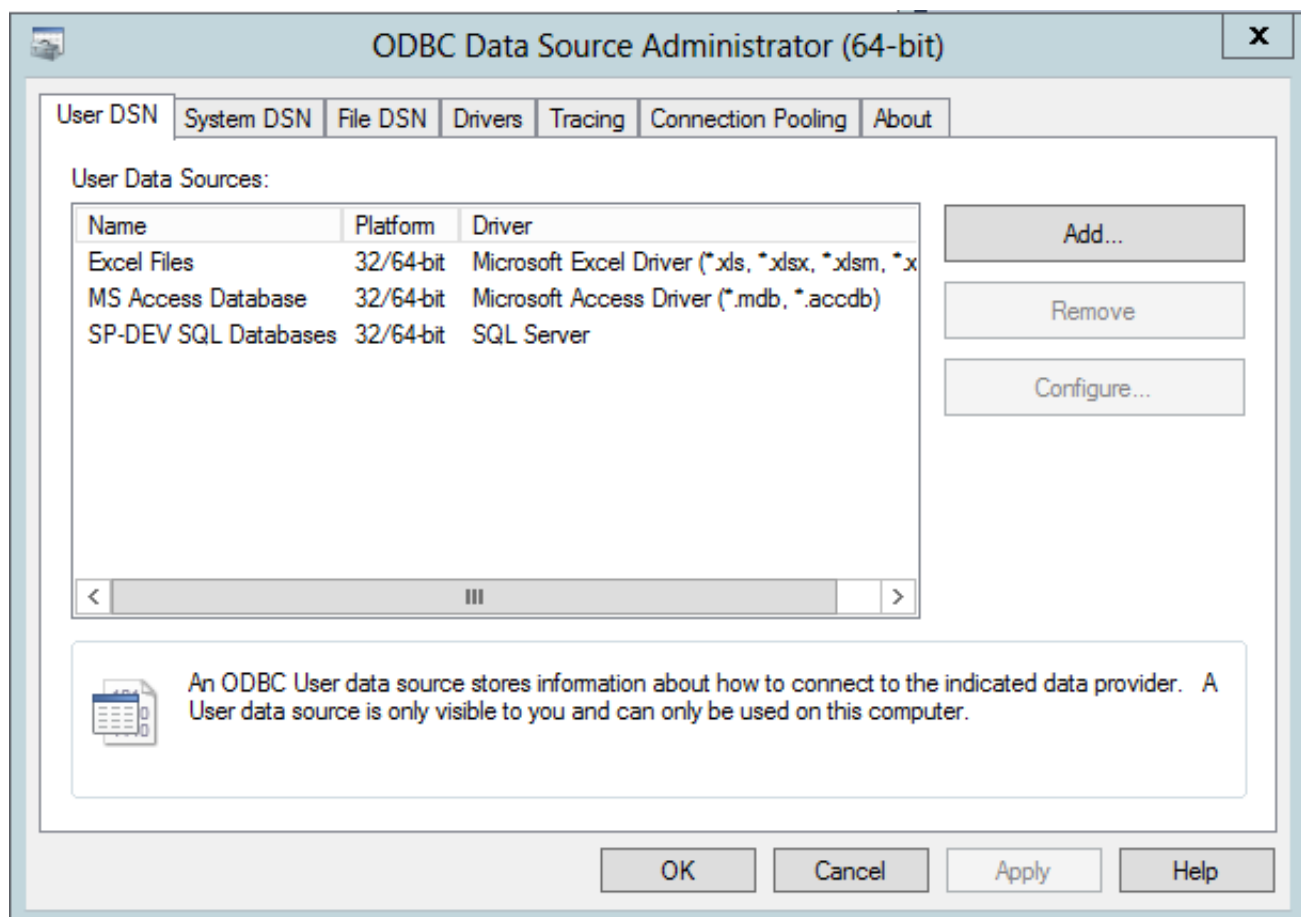 ODBC Data Source Administrator (64-bit)
x
User DSN System DSN File DSN Drivers Tracing Connection Pooling About
User Data Sources:
Name Platform Driver
Excel Files 32/64-bit Microsoft Excel Driver (*.xls, *.xlsx, *.xlsm, *.x
MS Access Database 32/64-bit Microsoft Access Driver (*.mdb, *.accdb)
SP-DEV SQL Databases 32/64-bit SQL Server
Add...
Remove
Configure...
An ODBC User data source stores information about how to connect to the indicated data provider. A
User data source is only visible to you and can only be used on this computer.
OK Cancel Apply Help